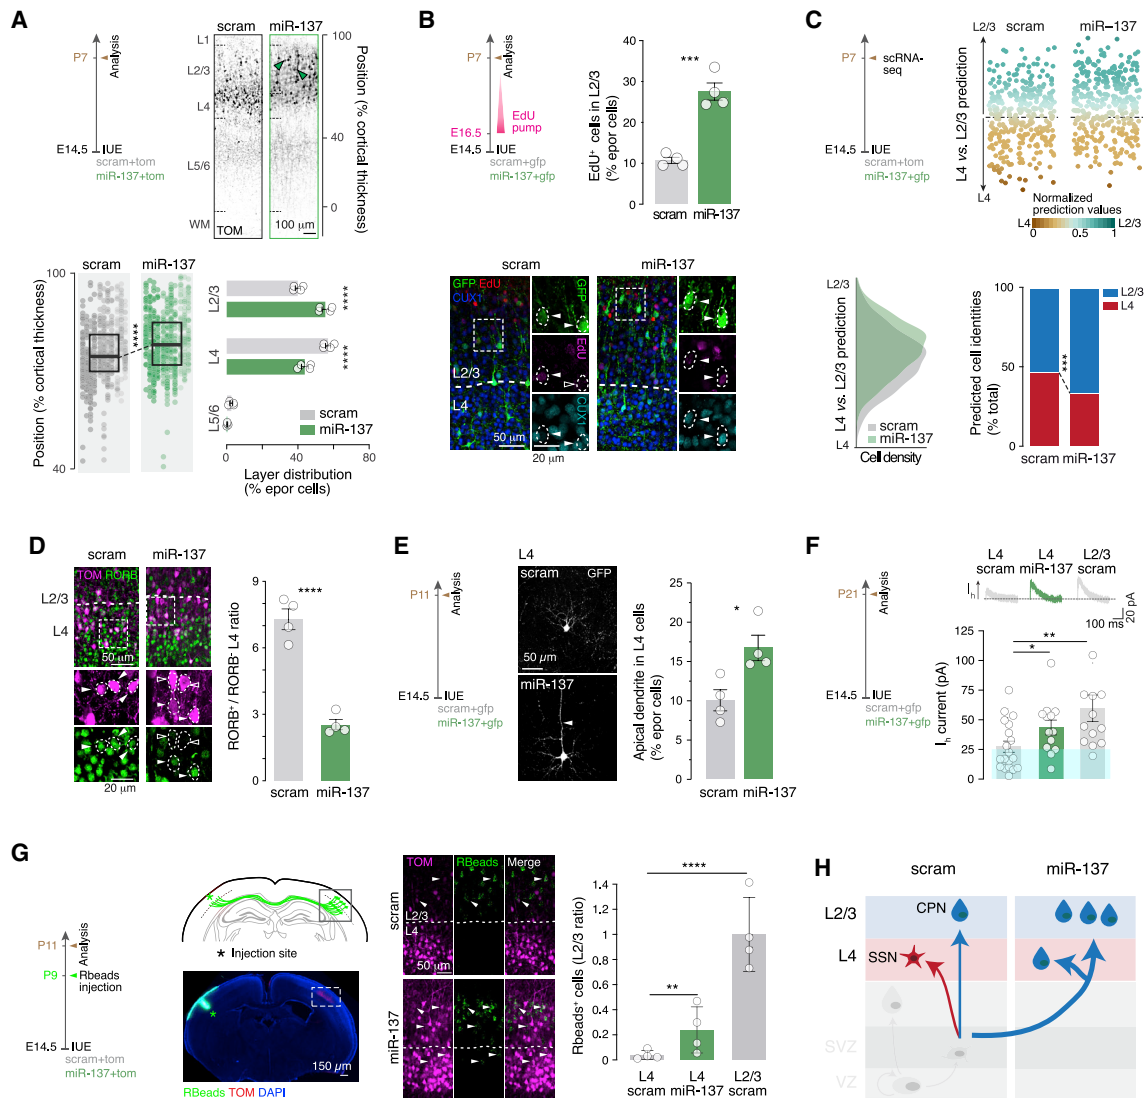 A
scram
miR-137
P7
Analysis
E14.5
IUE
scram+tom
miR-137+tom
L1
L2/3
L4
L5/6
WM
TOM
100 µm
100
40
0
Position (% cortical thickness)
scram
miR-137
100
40
Position (% cortical thickness)
****
L2/3
L4
L5/6
****
****
scram
miR-137
0
40
80
Layer distribution
(% epor cells)
B
P7
Analysis
EdU
pump
E16.5
E14.5
IUE
scram+gfp
miR-137+gfp
EdU+ cells in L2/3
(% epor cells)
40
30
20
10
0
***
scram
miR-137
scram
miR-137
GFP EdU
CUX1
L2/3
L4
50 µm
GFP
EdU
CUX1
20 µm
C
P7
scRNA-
seq
E14.5
IUE
scram+tom
miR-137+gfp
L2/3
L4
L4 vs. L2/3 prediction
scram
miR–137
Normalized
prediction values
L4
L2/3
0
0.5
1
L2/3
L4
L4 vs. L2/3 prediction
scram
miR-137
Cell density
L2/3
L4
Predicted cell identities
(% total)
100
50
0
***
scram
miR-137
D
scram
miR-137
TOM RORB
L2/3
L4
50 µm
20 µm
RORB+ / RORB- L4 ratio
9
6
3
0
****
scram
miR-137
E
P11
Analysis
E14.5
IUE
scram+gfp
miR-137+gfp
L4
scram
GFP
50 µm
miR-137
Apical dendrite in L4 cells
(% epor cells)
25
20
15
10
5
0
*
scram
miR-137
F
P21
Analysis
E14.5
IUE
scram+gfp
miR-137+gfp
L4
scram
L4
miR-137
L2/3
scram
Ih
100 ms
20 pA
Ih current (pA)
125
100
75
50
25
0
*
**
G
P11
Analysis
P9
Rbeads
injection
E14.5
IUE
scram+tom
miR-137+tom
*
* Injection site
*
150 µm
RBeads TOM DAPI
TOM
RBeads
Merge
scram
L2/3
L4
50 µm
miR-137
Rbeads+ cells (L2/3 ratio)
1,4
1,2
1
0.8
0.6
0.4
0.2
0
**
****
L4
scram
L4
miR-137
L2/3
scram
H
scram
miR-137
L2/3
L4
SVZ
VZ
CPN
SSN